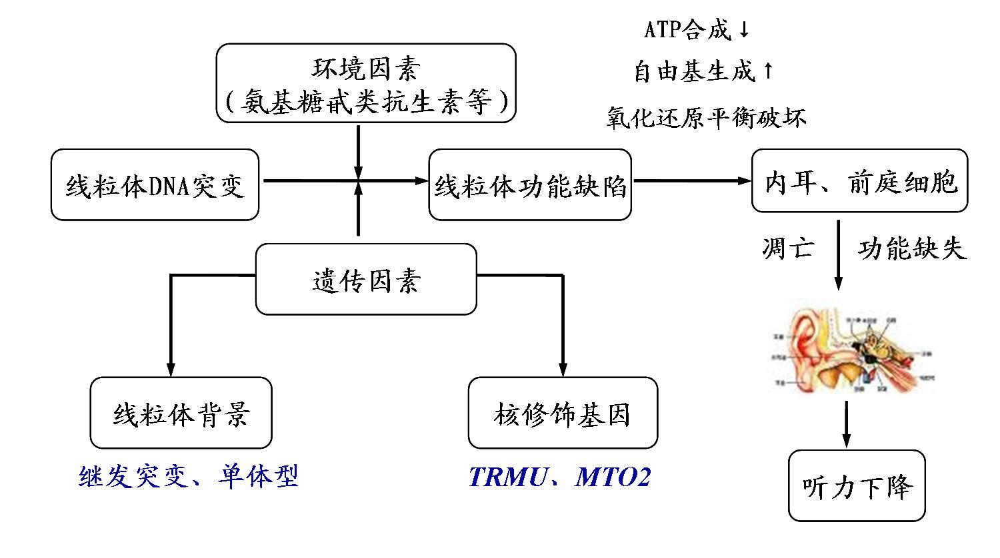 ATP合成↓
自由基生成↑
氧化还原平衡破坏
环境因素
(氨基糖甙类抗生素等)
线粒体DNA突变
线粒体功能缺陷
内耳、前庭细胞
凋亡
功能缺失
遗传因素
线粒体背景
核修饰基因
继发突变、单体型
TRMU、MTO2
听力下降